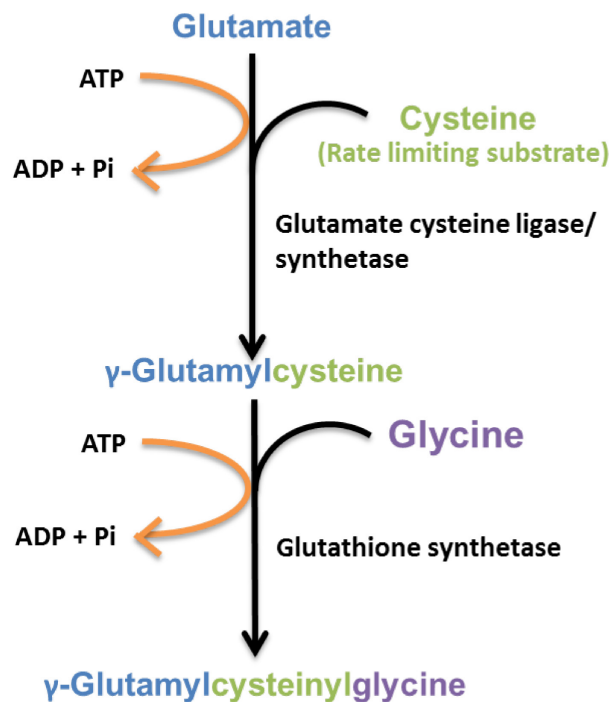 Glutamate
ATP
Cysteine
(Rate limiting substrate)
ADP + Pi
Glutamate cysteine ligase/
synthetase
γ-Glutamylcysteine
ATP
Glycine
ADP + Pi
Glutathione synthetase
γ-Glutamylcysteinylglycine